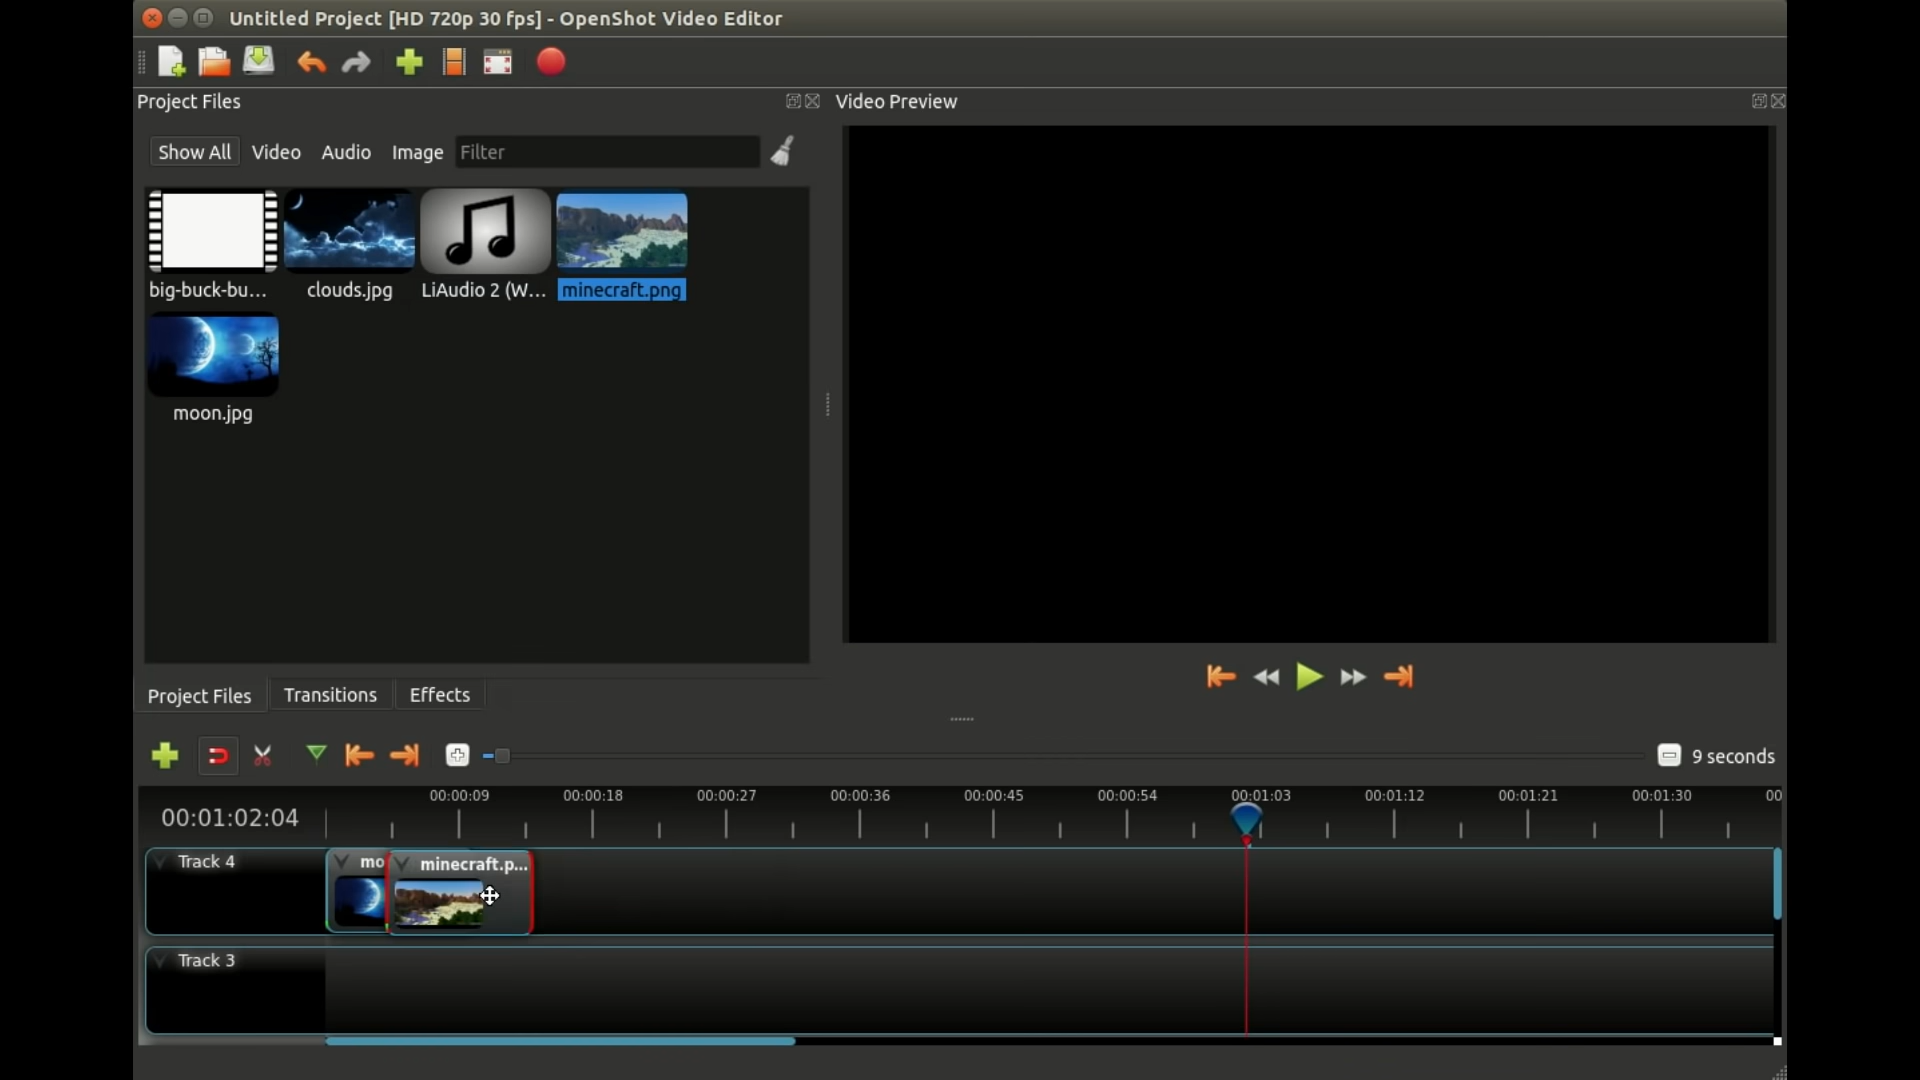 Untitled Project [HD 720p 30 fps] - OpenShot Video Editor
Project Files
Video Preview
Show All Video Audio Image Filter
big-buck-bu... clouds.jpg LiAudio 2 (W... minecraft.png
moon.jpg
Project Files Transitions Effects
9 seconds
00:01:02:04
00:00:09 00:00:18 00:00:27 00:00:36 00:00:45 00:00:54 00:01:03 00:01:12 00:01:21 00:01:30 00
Track 4
mo minecraft.p...
Track 3